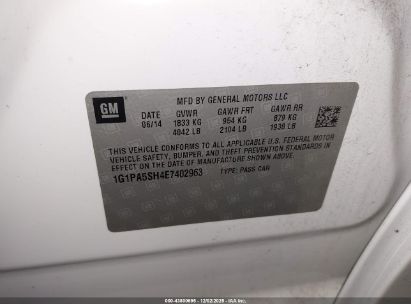 GM
MFD BY GENERAL MOTORS LLC
DATE GVWR GAWR FRT GAWR RR
06/14 1833 KG 954 KG 879 KG
4042 LB 2104 LB 1938 LB
THIS VEHICLE CONFORMS TO ALL APPLICABLE U.S. FEDERAL MOTOR
VEHICLE SAFETY, BUMPER, AND THEFT PREVENTION STANDARDS IN
EFFECT ON THE DATE OF MANUFACTURE SHOWN ABOVE.
1G1PA5SH4E7402963 TYPE: PASS CAR